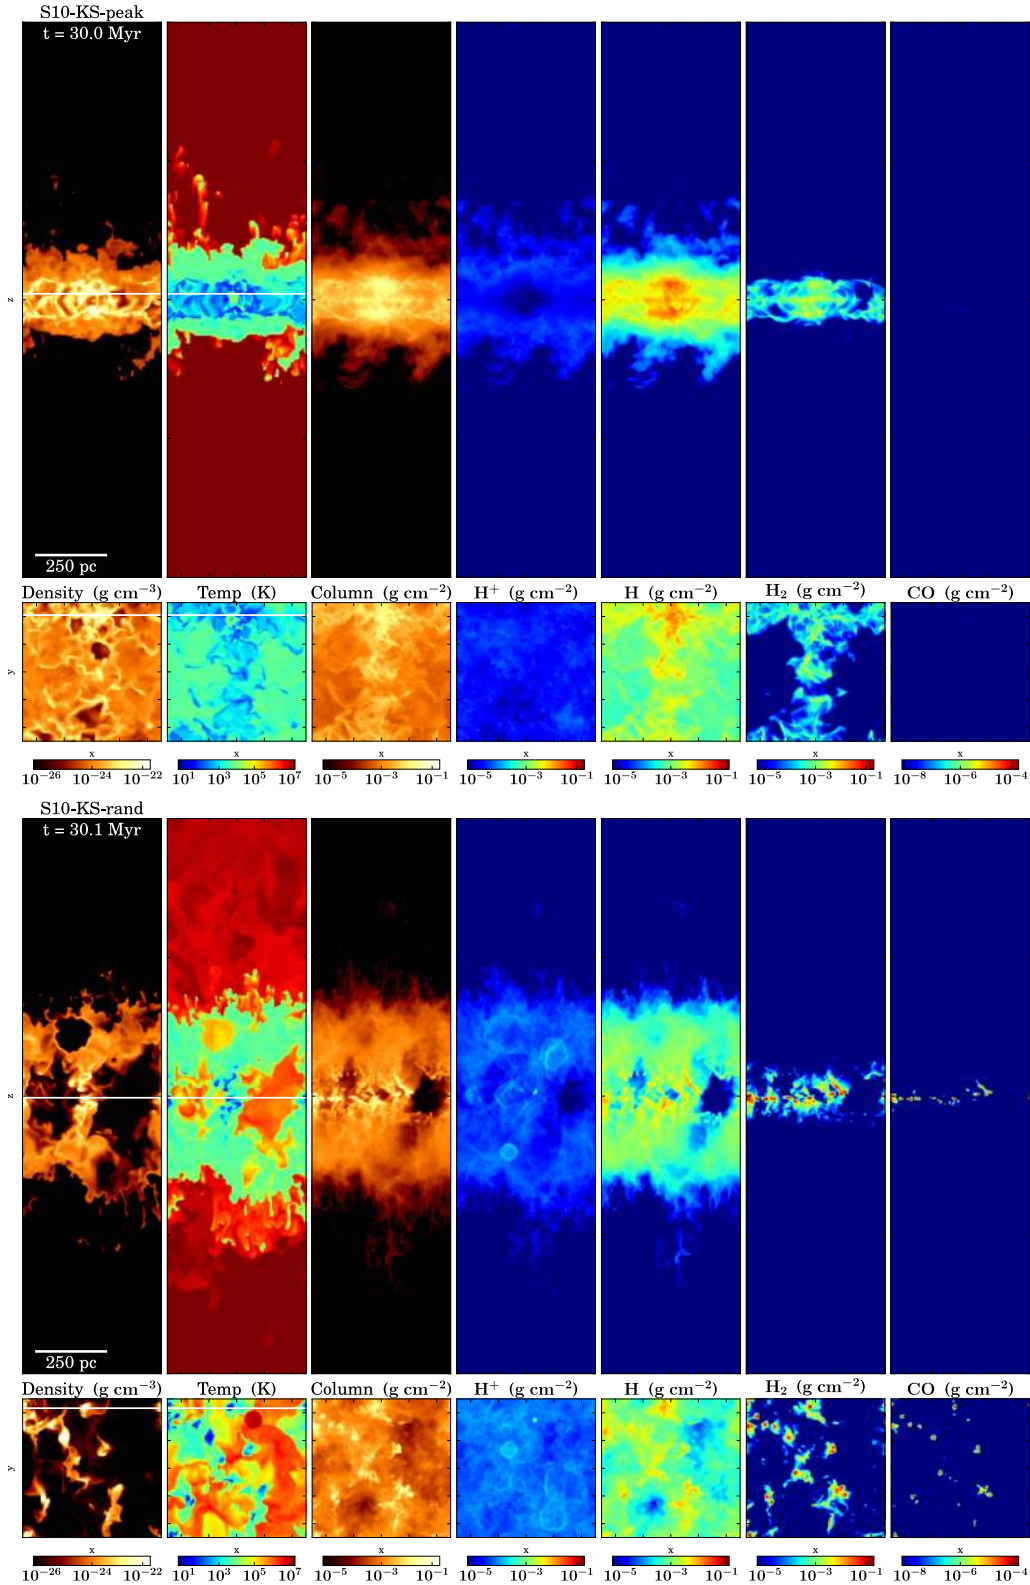 S10-KS-peak
t = 30.0 Myr
z
250 pc
Density (g cm⁻³) Temp (K) Column (g cm⁻²) H⁺ (g cm⁻²) H (g cm⁻²) H₂ (g cm⁻²) CO (g cm⁻²)
y
x x x x x x x
10⁻²⁶ 10⁻²⁴ 10⁻²² 10¹ 10³ 10⁵ 10⁷ 10⁻⁵ 10⁻³ 10⁻¹ 10⁻⁵ 10⁻³ 10⁻¹ 10⁻⁵ 10⁻³ 10⁻¹ 10⁻⁵ 10⁻³ 10⁻¹ 10⁻⁸ 10⁻⁶ 10⁻⁴
S10-KS-rand
t = 30.1 Myr
z
250 pc
Density (g cm⁻³) Temp (K) Column (g cm⁻²) H⁺ (g cm⁻²) H (g cm⁻²) H₂ (g cm⁻²) CO (g cm⁻²)
y
x x x x x x x
10⁻²⁶ 10⁻²⁴ 10⁻²² 10¹ 10³ 10⁵ 10⁷ 10⁻⁵ 10⁻³ 10⁻¹ 10⁻⁵ 10⁻³ 10⁻¹ 10⁻⁵ 10⁻³ 10⁻¹ 10⁻⁵ 10⁻³ 10⁻¹ 10⁻⁸ 10⁻⁶ 10⁻⁴